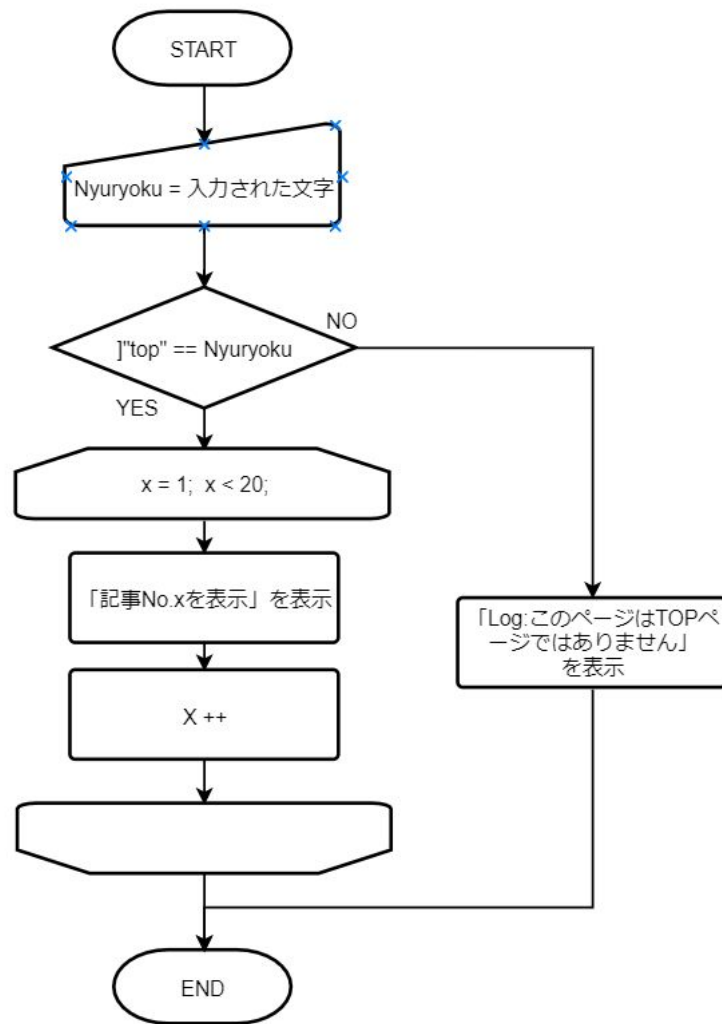 START
Nyuryoku = 入力された文字
]"top" == Nyuryoku
NO
YES
x = 1;  x < 20;
「記事No.xを表示」を表示
「Log:このページはTOPペ
ージではありません」
を表示
X ++
END